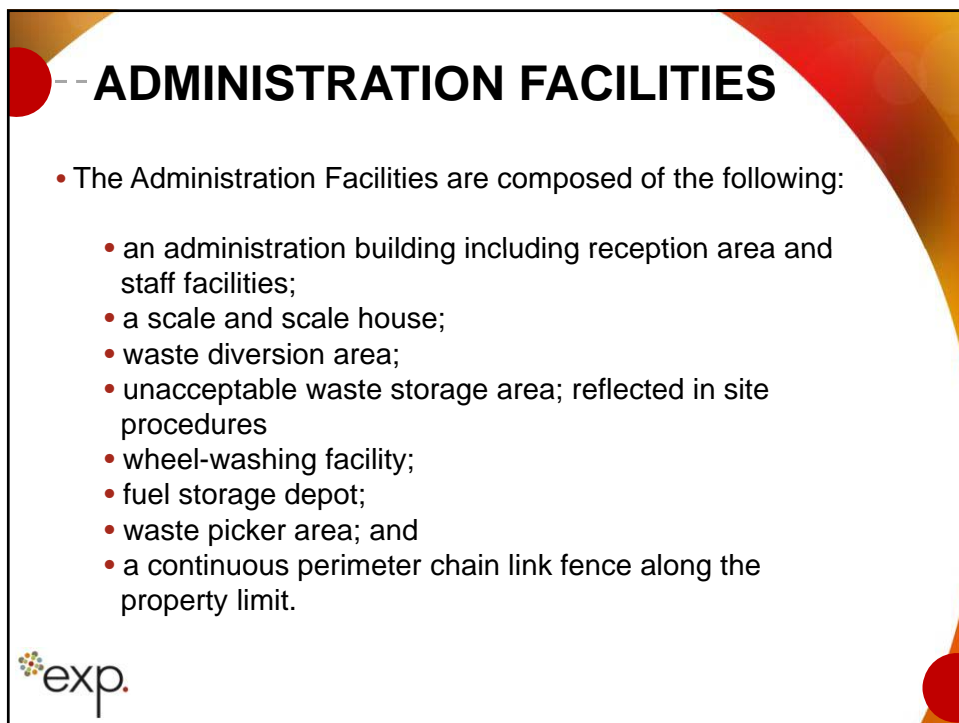 ADMINISTRATION FACILITIES
• The Administration Facilities are composed of the following:
• an administration building including reception area and
staff facilities;
• a scale and scale house;
• waste diversion area;
• unacceptable waste storage area; reflected in site
procedures
• wheel-washing facility;
• fuel storage depot;
• waste picker area; and
• a continuous perimeter chain link fence along the
property limit.
exp.